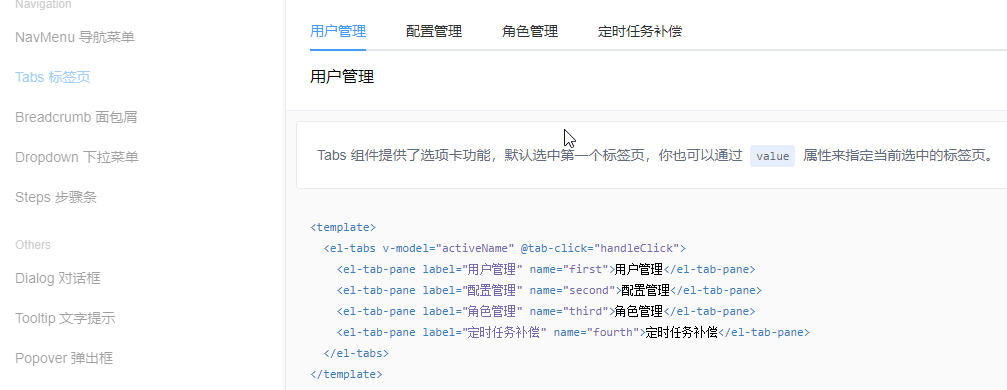 Navigation
NavMenu 导航菜单
Tabs 标签页
Breadcrumb 面包屑
Dropdown 下拉菜单
Steps 步骤条
Others
Dialog 对话框
Tooltip 文字提示
Popover 弹出框
用户管理 配置管理 角色管理 定时任务补偿
用户管理
Tabs 组件提供了选项卡功能，默认选中第一个标签页，你也可以通过 value 属性来指定当前选中的标签页。
<template>
<el-tabs v-model="activeName" @tab-click="handleClick">
<el-tab-pane label="用户管理" name="first">用户管理</el-tab-pane>
<el-tab-pane label="配置管理" name="second">配置管理</el-tab-pane>
<el-tab-pane label="角色管理" name="third">角色管理</el-tab-pane>
<el-tab-pane label="定时任务补偿" name="fourth">定时任务补偿</el-tab-pane>
</el-tabs>
</template>